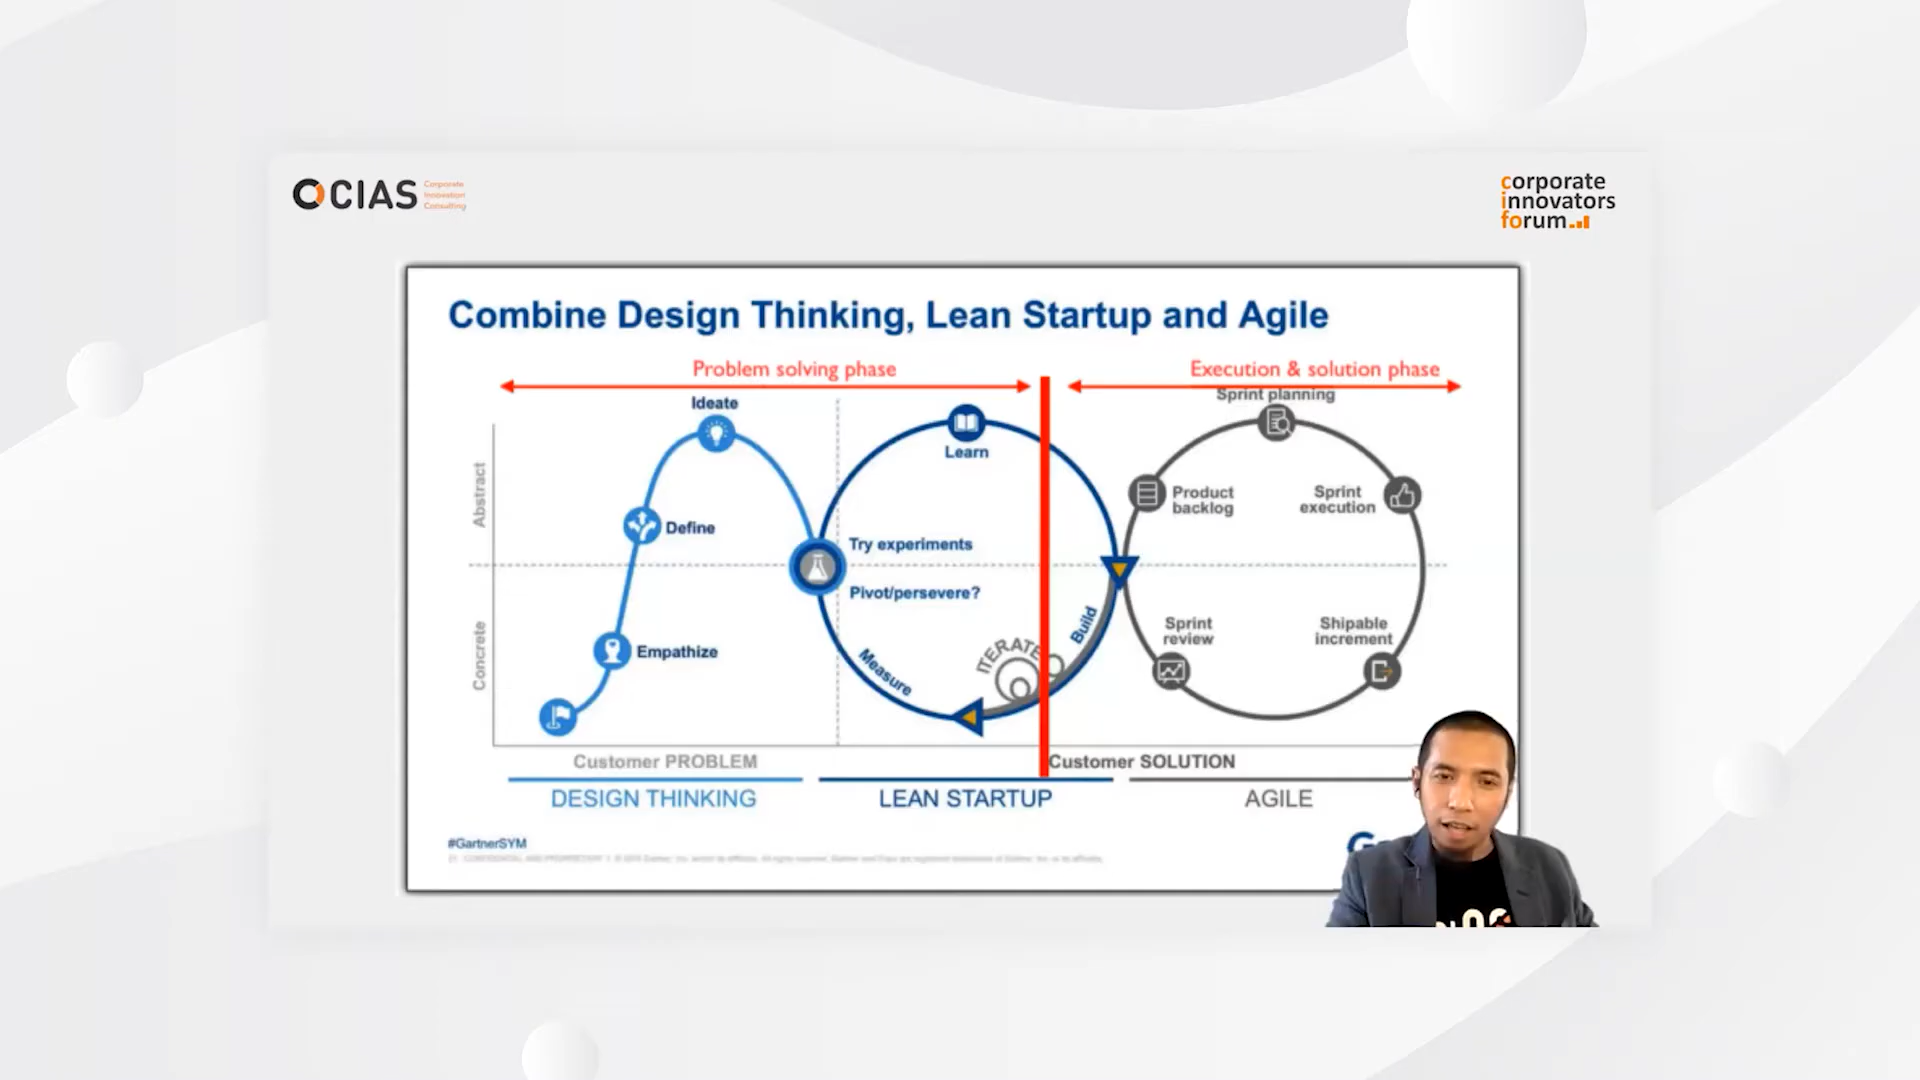 CIAS
Corporate
Innovation
Consulting
corporate
innovators
forum
Combine Design Thinking, Lean Startup and Agile
Problem solving phase
Execution & solution phase
Ideate
Sprint planning
Learn
Abstract
Define
Product
backlog
Sprint
execution
Try experiments
Pivot/persevere?
Concrete
Empathize
Measure
ITERATE
Build
Sprint
review
Shipable
increment
Customer PROBLEM
Customer SOLUTION
DESIGN THINKING
LEAN STARTUP
AGILE
#GartnerSYM